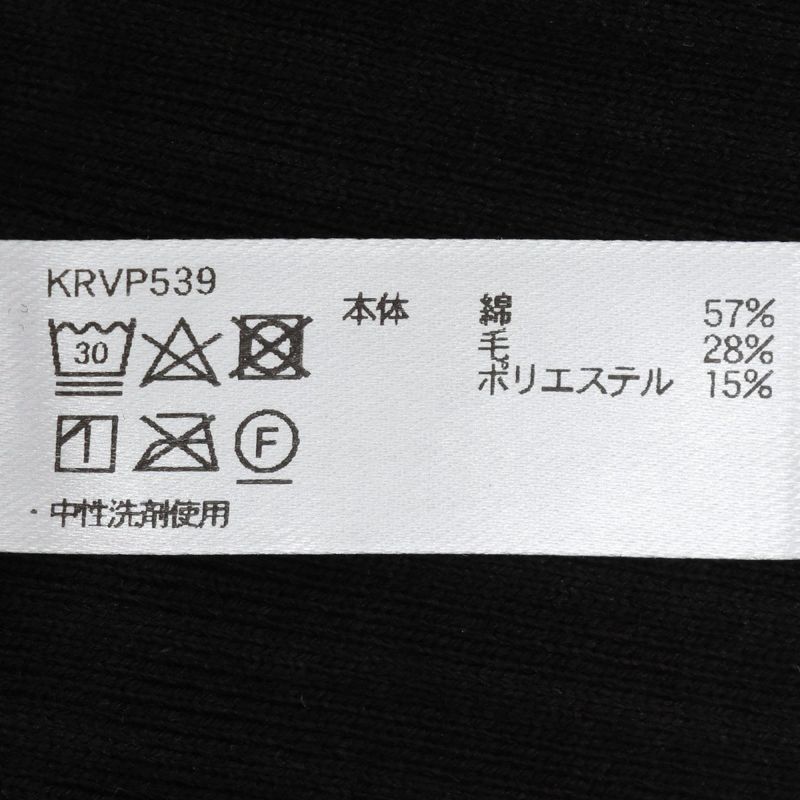 KRVP539
30
F
・中性洗剤使用
本体 綿 57%
毛 28%
ポリエステル 15%